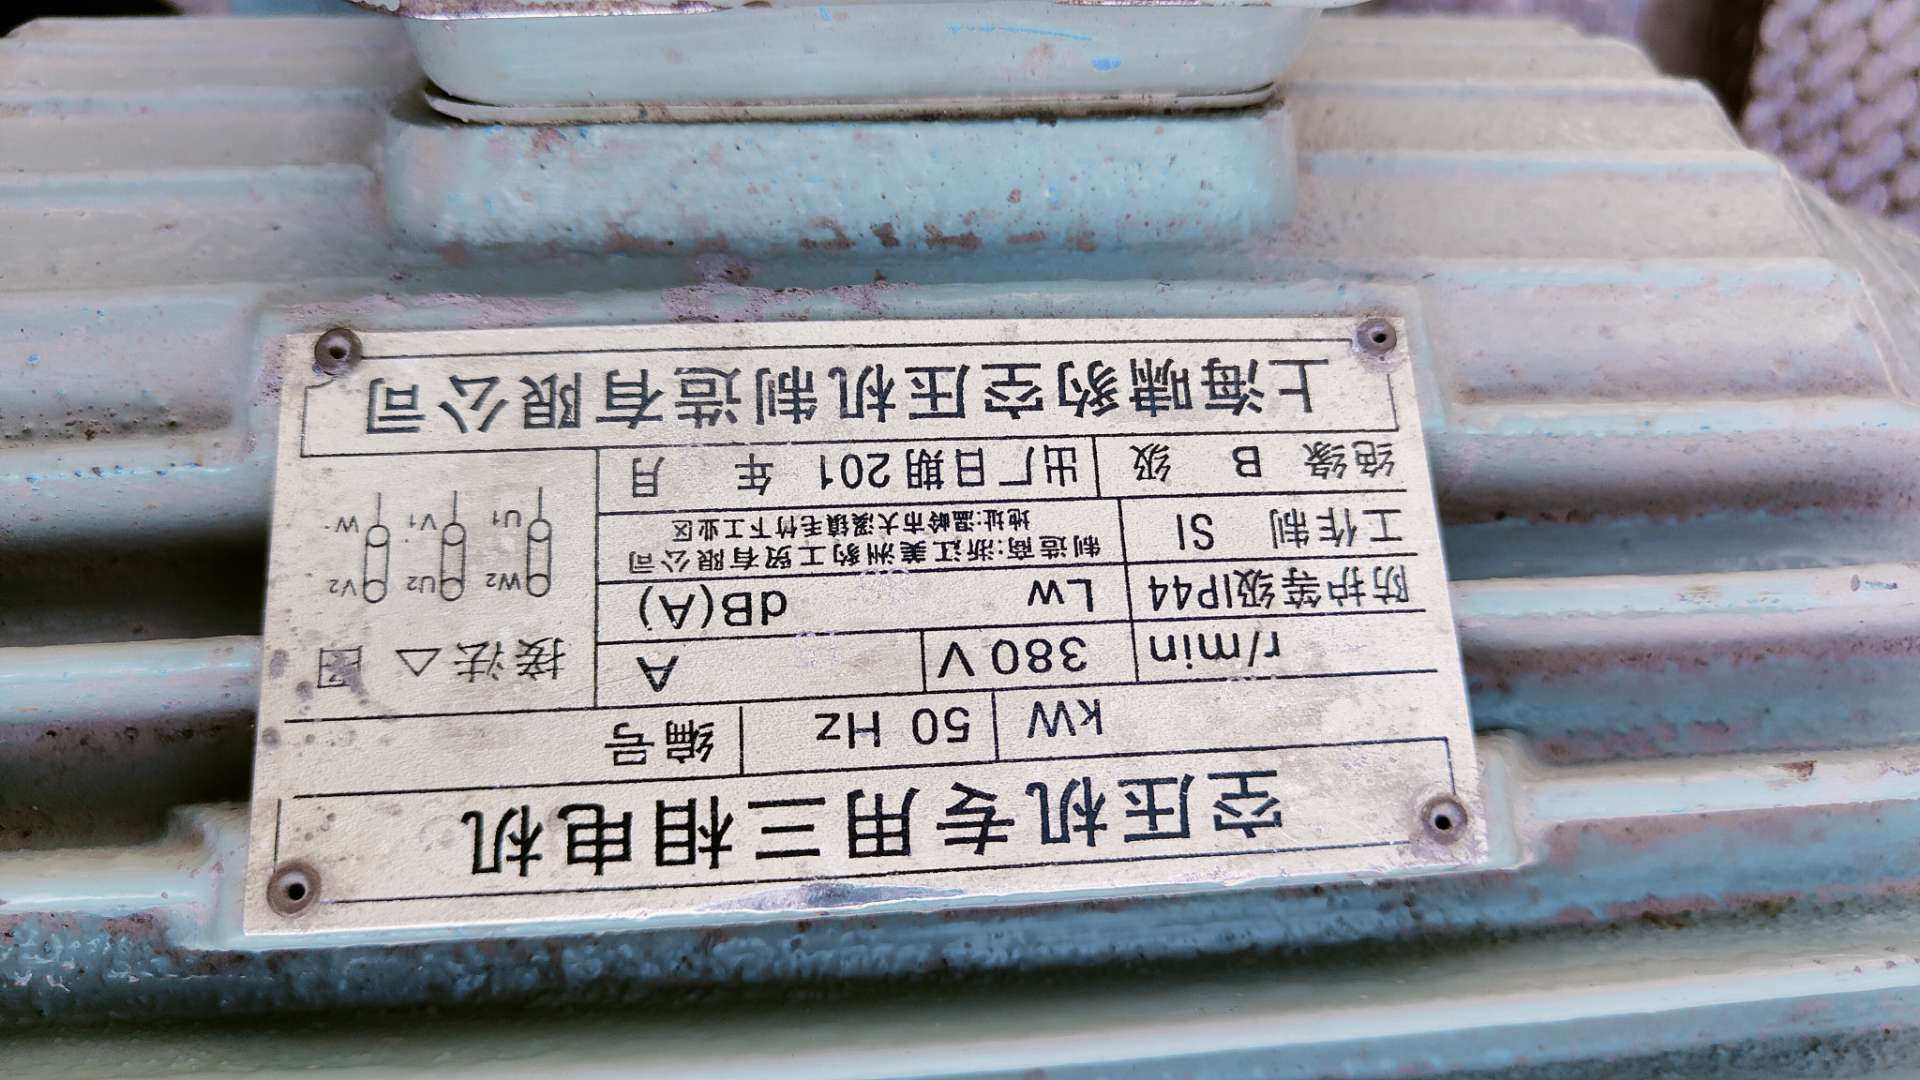 空压机专用三相电机
kW 50 Hz 编号
r/min 380 V A
防护等级IP44 LW dB(A)
工作制 SI 制造商:浙江美洲豹工贸有限公司
地址:温岭市大溪镇毛竹下工业区
绝缘 B 级 出厂日期201 年 月
接法 △ 图
W2 U2 V2
U1 V1 W
上海啸豹空压机制造有限公司